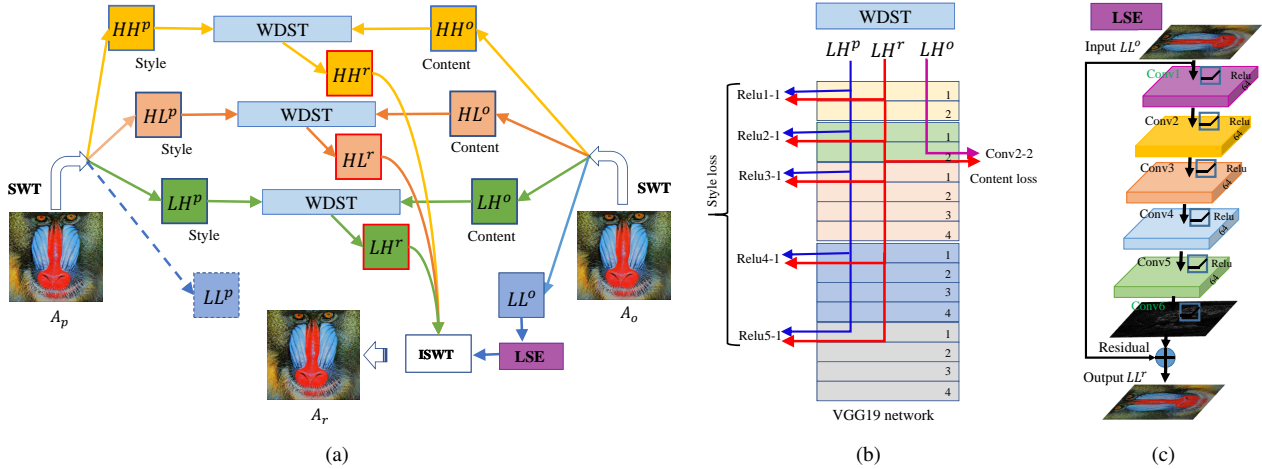 HH^p
WDST
HH^o
Style
Content
HH^r
HL^p
WDST
HL^o
Style
Content
HL^r
SWT
SWT
LH^p
WDST
LH^o
Style
Content
LH^r
LL^p
LL^o
A_p
A_o
ISWT
LSE
A_r
(a)
WDST
LH^p LH^r LH^o
Style loss
Relu1-1
1
2
Relu2-1
1
2
Conv2-2
Content loss
Relu3-1
1
2
3
4
Relu4-1
1
2
3
4
Relu5-1
1
2
3
4
VGG19 network
(b)
LSE
Input LL^o
Conv1
Relu
64
Conv2
Relu
64
Conv3
Relu
64
Conv4
Relu
64
Conv5
Relu
64
Conv6
Residual
Output LL^r
(c)